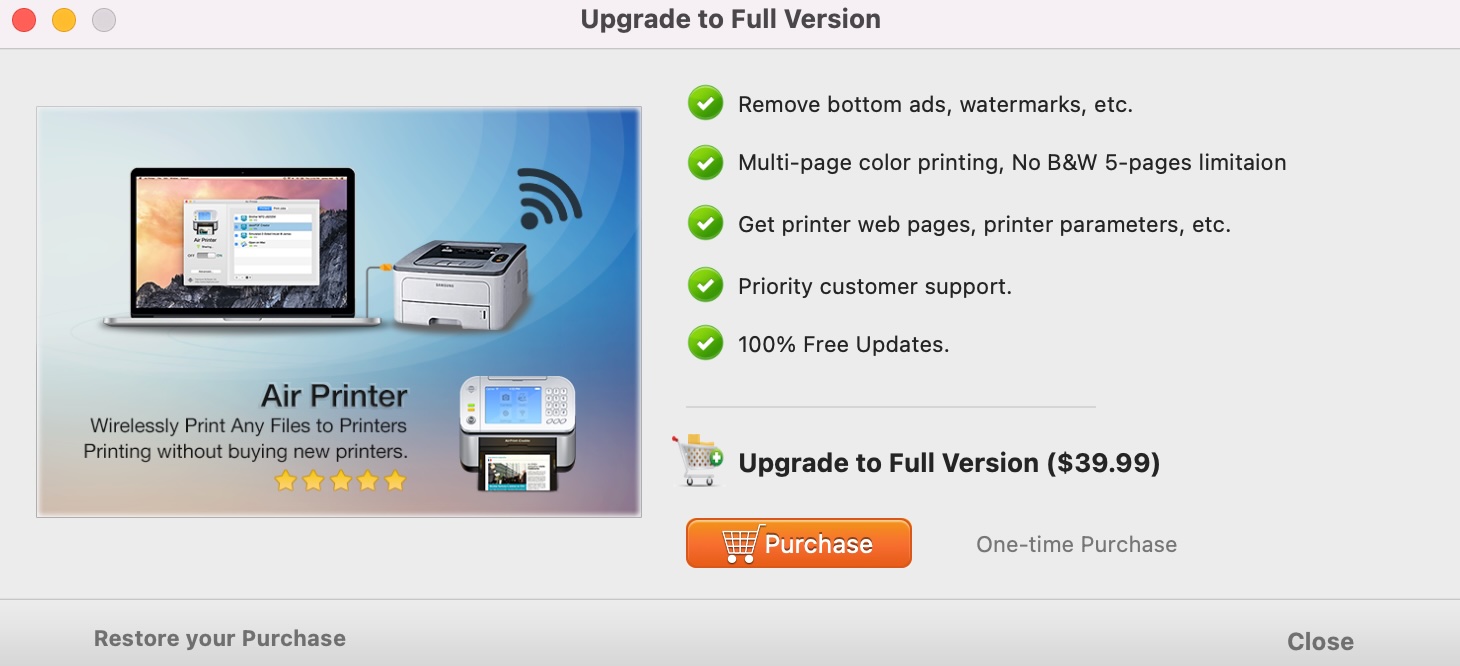 Upgrade to Full Version
Remove bottom ads, watermarks, etc.
Multi-page color printing, No B&W 5-pages limitaion
Get printer web pages, printer parameters, etc.
Priority customer support.
100% Free Updates.
Air Printer
SAMSUNG
Air Printer
Wirelessly Print Any Files to Printers
Printing without buying new printers.
Upgrade to Full Version ($39.99)
Purchase
One-time Purchase
Restore your Purchase
Close